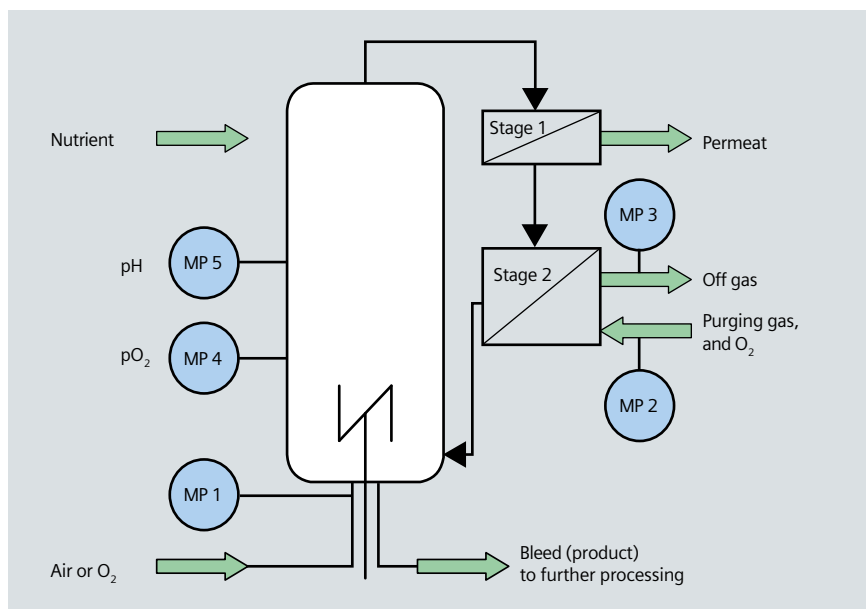 Stage 1
Nutrient
Permeat
MP 3
pH
MP 5
Stage 2
Off gas
Purging gas,
and O₂
pO₂
MP 4
MP 2
MP 1
Air or O₂
Bleed (product)
to further processing